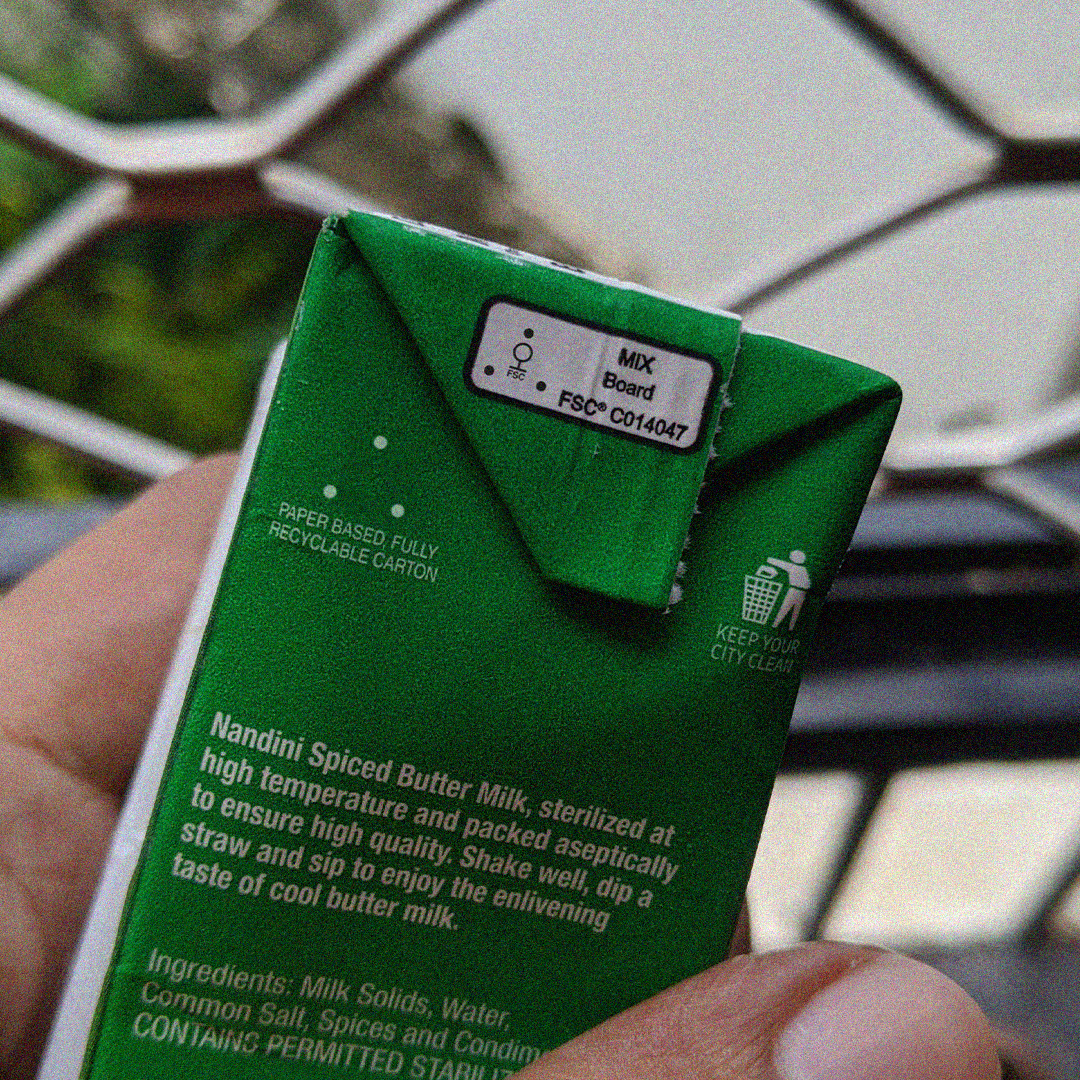 MIX
Board
FSC® C014047
FSC
PAPER BASED, FULLY
RECYCLABLE CARTON
KEEP YOUR
CITY CLEAN
Nandini Spiced Butter Milk, sterilized at
high temperature and packed aseptically
to ensure high quality. Shake well, dip a
straw and sip to enjoy the enlivening
taste of cool butter milk.
Ingredients: Milk Solids, Water,
Common Salt, Spices and
CONTAINS PERMITTED